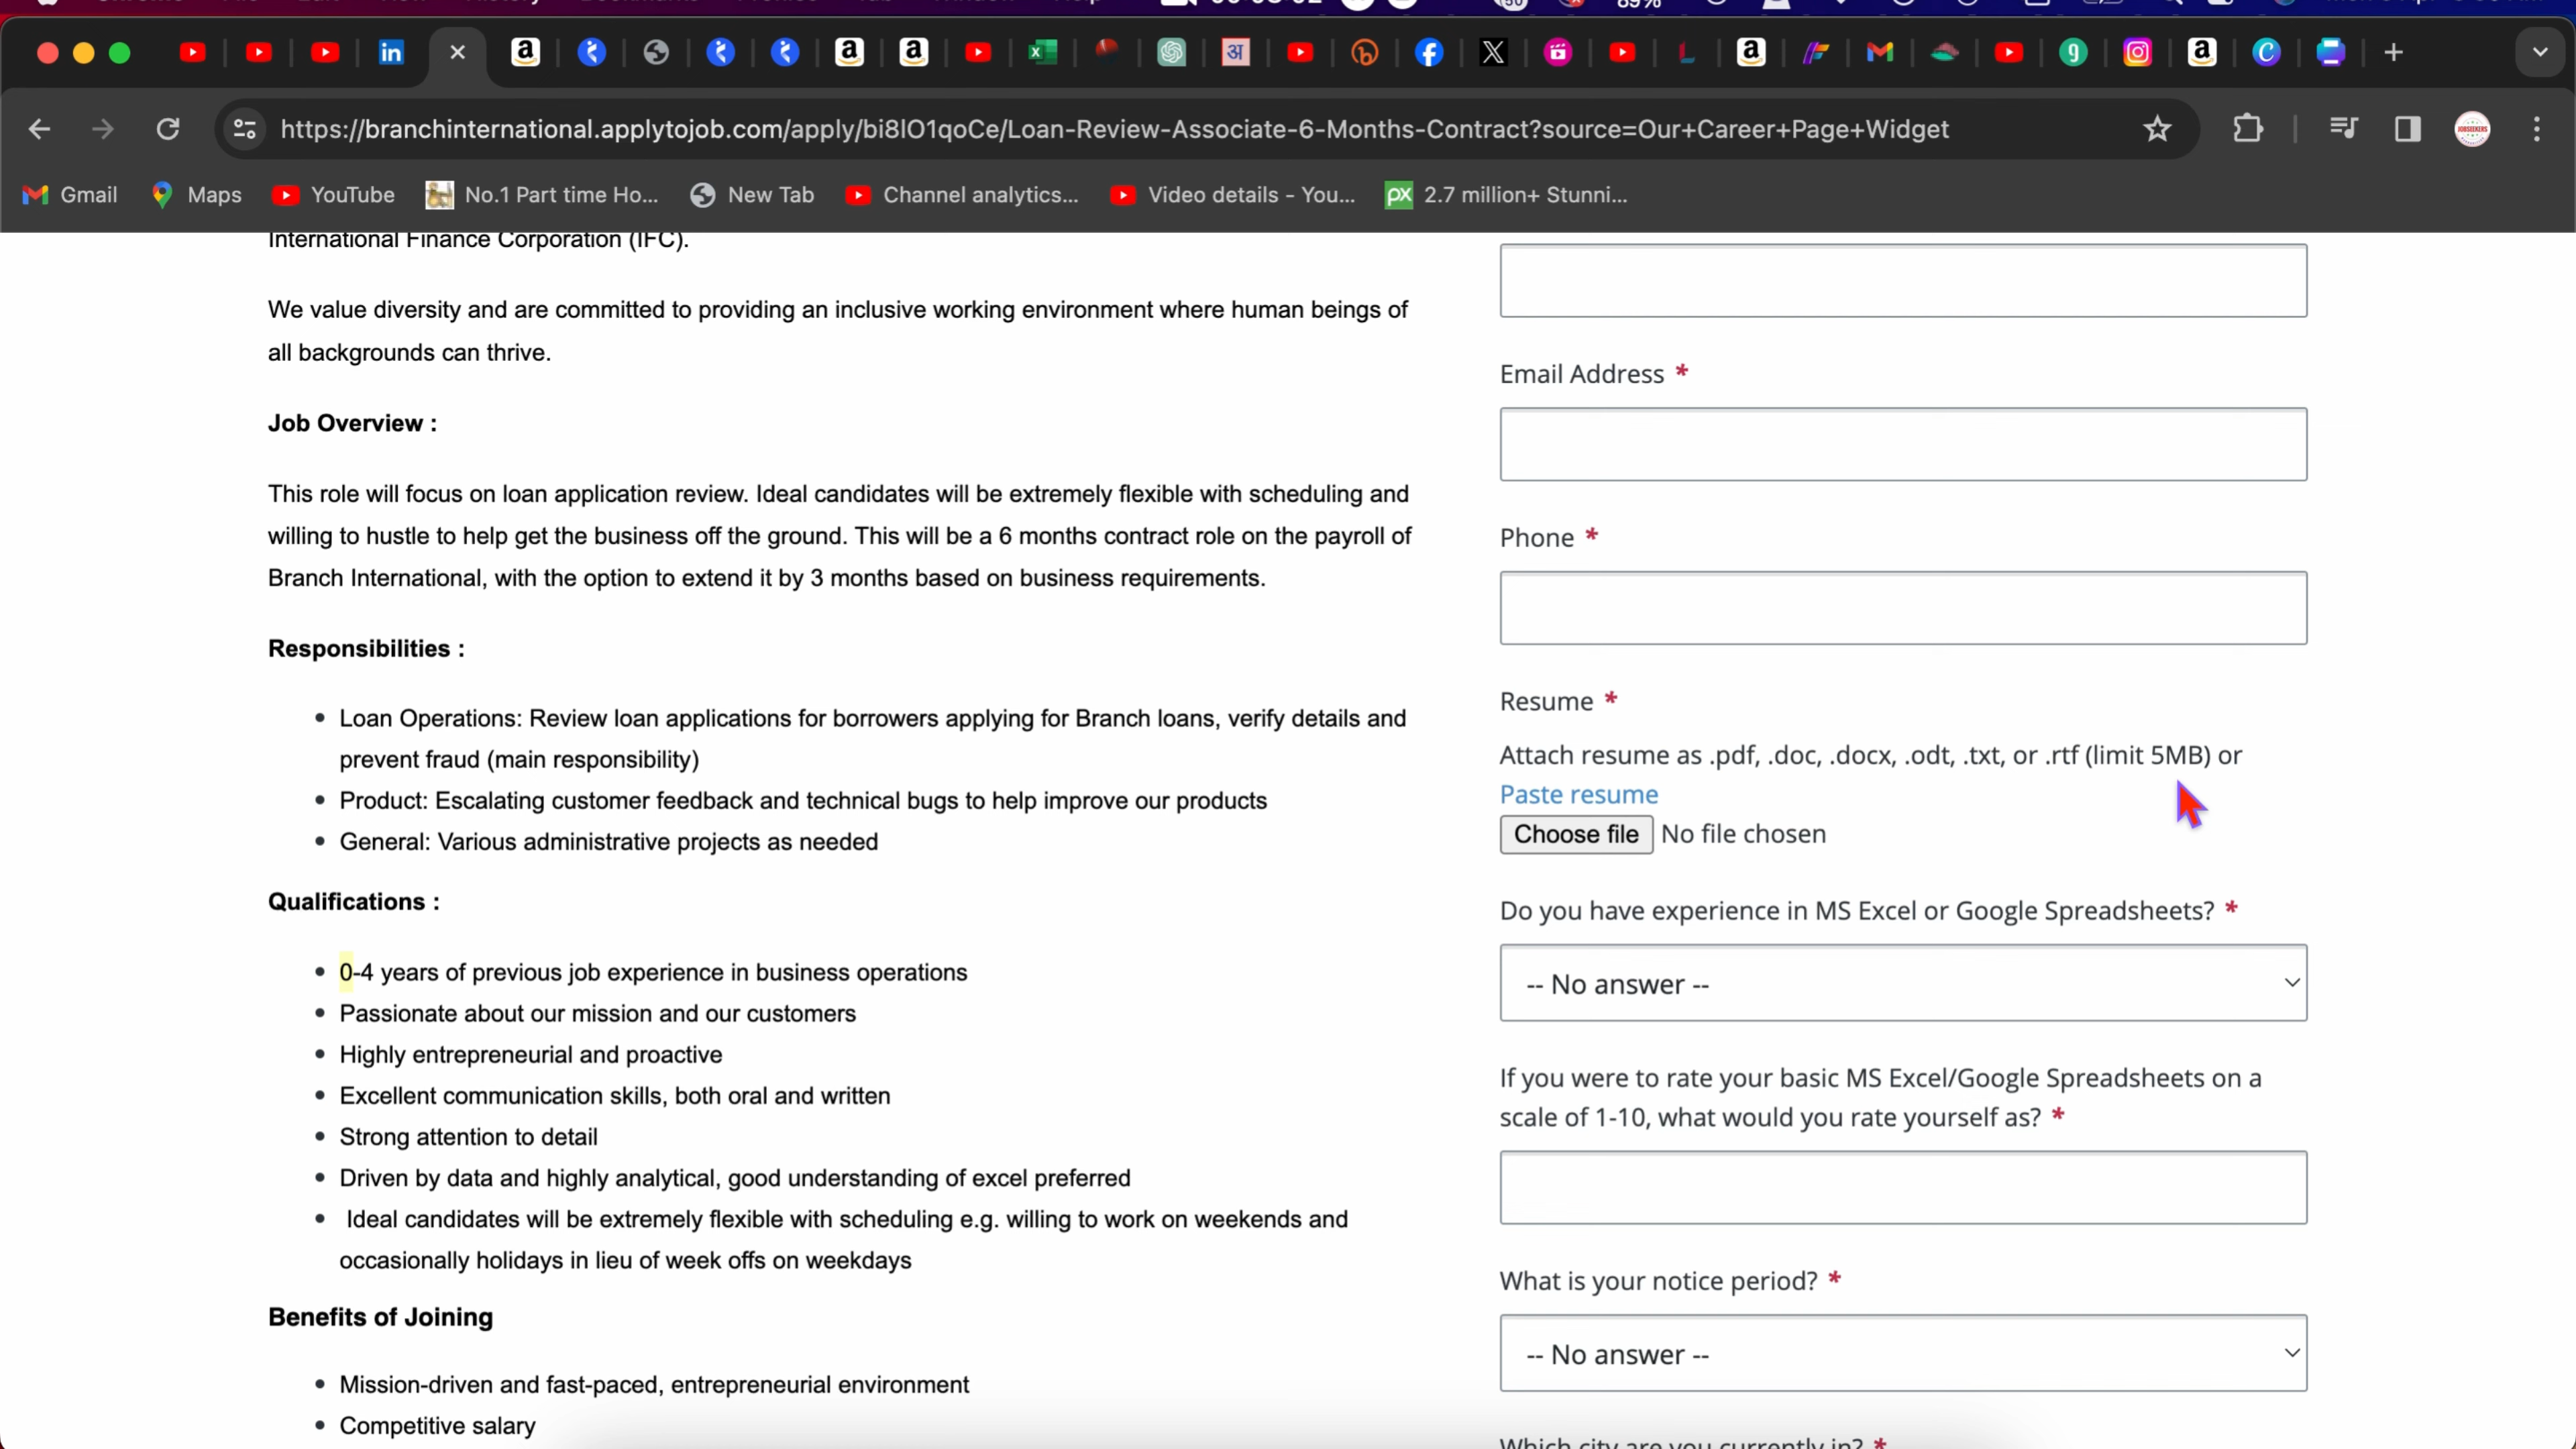 https://branchinternational.applytojob.com/apply/bi8lO1qoCe/Loan-Review-Associate-6-Months-Contract?source=Our+Career+Page+Widget
Gmail
Maps
YouTube
No.1 Part time Ho...
New Tab
Channel analytics...
Video details - You...
2.7 million+ Stunni...
International Finance Corporation (IFC).
We value diversity and are committed to providing an inclusive working environment where human beings of
all backgrounds can thrive.
Job Overview :
This role will focus on loan application review. Ideal candidates will be extremely flexible with scheduling and
willing to hustle to help get the business off the ground. This will be a 6 months contract role on the payroll of
Branch International, with the option to extend it by 3 months based on business requirements.
Responsibilities :
• Loan Operations: Review loan applications for borrowers applying for Branch loans, verify details and
prevent fraud (main responsibility)
• Product: Escalating customer feedback and technical bugs to help improve our products
• General: Various administrative projects as needed
Qualifications :
• 0-4 years of previous job experience in business operations
• Passionate about our mission and our customers
• Highly entrepreneurial and proactive
• Excellent communication skills, both oral and written
• Strong attention to detail
• Driven by data and highly analytical, good understanding of excel preferred
• Ideal candidates will be extremely flexible with scheduling e.g. willing to work on weekends and
occasionally holidays in lieu of week offs on weekdays
Benefits of Joining
• Mission-driven and fast-paced, entrepreneurial environment
• Competitive salary
Email Address *
Phone *
Resume *
Attach resume as .pdf, .doc, .docx, .odt, .txt, or .rtf (limit 5MB) or
Paste resume
Choose file No file chosen
Do you have experience in MS Excel or Google Spreadsheets? *
-- No answer --
If you were to rate your basic MS Excel/Google Spreadsheets on a
scale of 1-10, what would you rate yourself as? *
What is your notice period? *
-- No answer --
Which city are you currently in? *